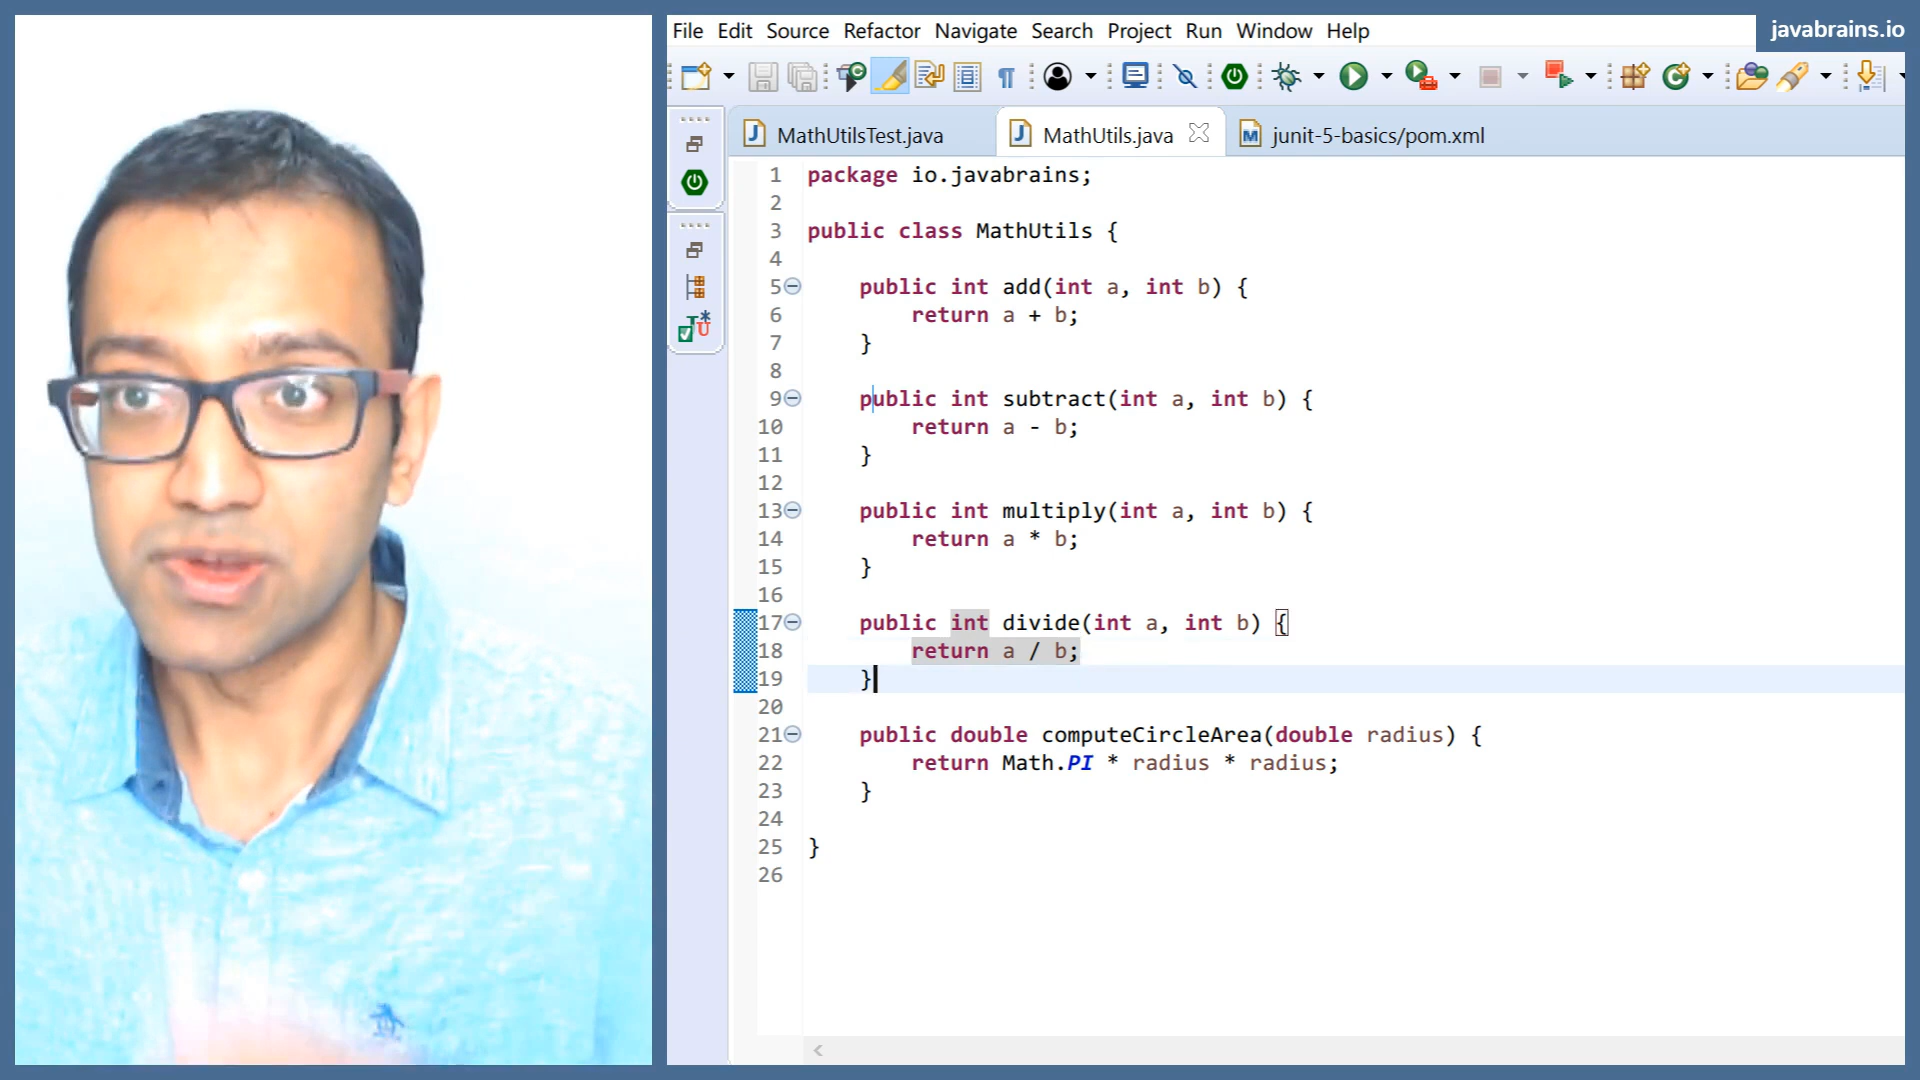 File Edit Source Refactor Navigate Search Project Run Window Help
javabrains.io
MathUtilsTest.java
MathUtils.java
junit-5-basics/pom.xml
1 package io.javabrains;
2
3 public class MathUtils {
4
5 public int add(int a, int b) {
6 return a + b;
7 }
8
9 public int subtract(int a, int b) {
10 return a - b;
11 }
12
13 public int multiply(int a, int b) {
14 return a * b;
15 }
16
17 public int divide(int a, int b) {
18 return a / b;
19 }
20
21 public double computeCircleArea(double radius) {
22 return Math.PI * radius * radius;
23 }
24
25 }
26